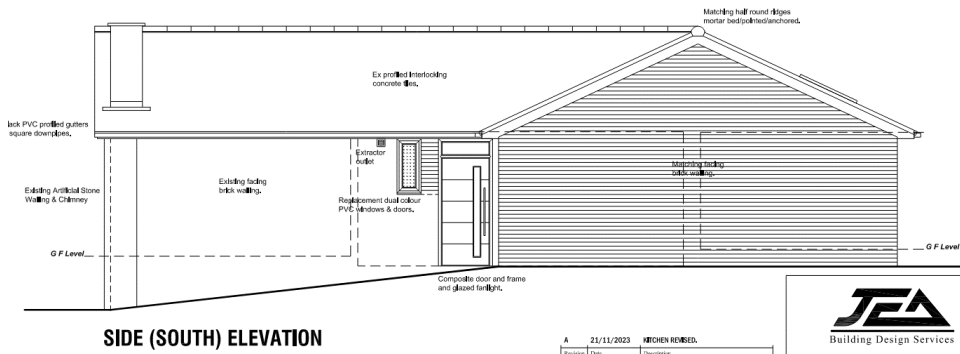 Matching half round ridges
mortar bed/pointed/anchored.
Ex profiled interlocking
concrete tiles.
lack PVC profiled gutters
square downpipes.
Extractor
outlet
Existing facing
brick walling.
Matching facing
brick walling.
Existing Artificial Stone
Walling & Chimney
Replacement dual colour
PVC windows & doors.
G F Level
G F Level
Composite door and frame
and glazed fanlight.
SIDE (SOUTH) ELEVATION
A 21/11/2023 KITCHEN REVISED.
Revision Date Description
JEA
Building Design Services